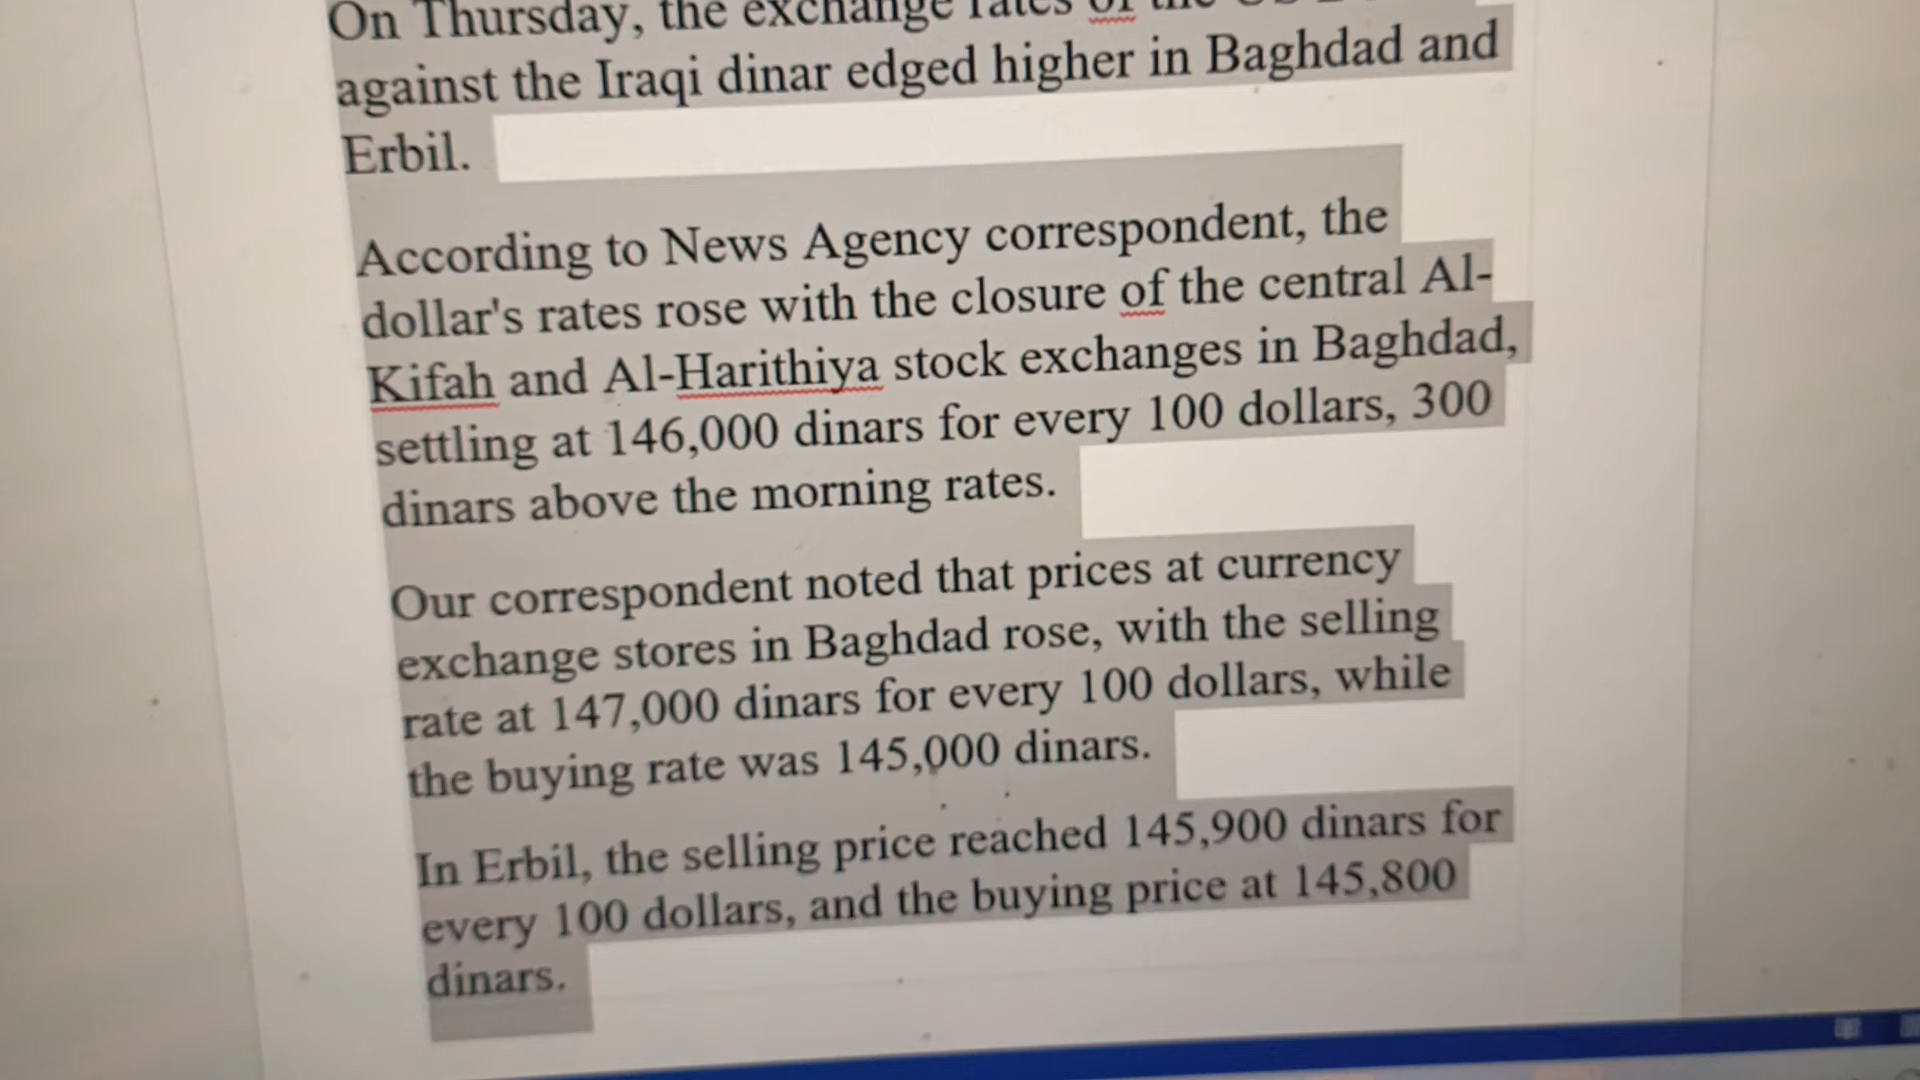 On Thursday, the exchange rates of the US
against the Iraqi dinar edged higher in Baghdad and
Erbil.
According to News Agency correspondent, the
dollar's rates rose with the closure of the central Al-
Kifah and Al-Harithiya stock exchanges in Baghdad,
settling at 146,000 dinars for every 100 dollars, 300
dinars above the morning rates.
Our correspondent noted that prices at currency
exchange stores in Baghdad rose, with the selling
rate at 147,000 dinars for every 100 dollars, while
the buying rate was 145,000 dinars.
In Erbil, the selling price reached 145,900 dinars for
every 100 dollars, and the buying price at 145,800
dinars.